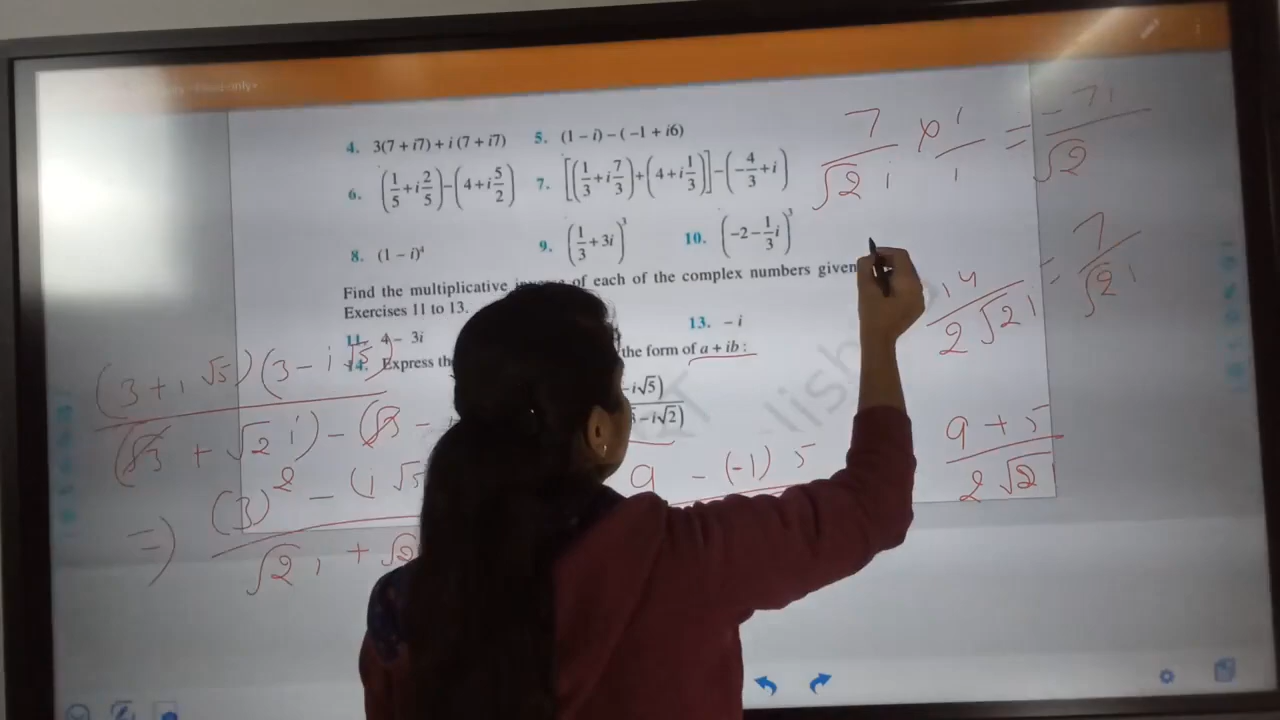 4. 3(7 + i7) + i (7 + i7) 5. (1 − i) − (−1 + i6)
6. (1/5 + i 2/5) − (4 + i 5/2) 7. [(1/3 + i 7/3) + (4 + i 1/3)] − (−4/3 + i)
8. (1 − i)⁴ 9. (1/3 + 3i)³ 10. (−2 − 1/3 i)³
Find the multiplicative inverse of each of the complex numbers given
Exercises 11 to 13.
11. 4 − 3i 13. − i
14. Express the the form of a + ib :
− i√5)
− i√2)
(3 + i √5)(3 − i √5)
(√3 + √2 i) − (√3 −
=> (3)² − (i √5
√2 i + √2
9 − (−1) 5
9 + 5
2 √2 i
14 / 2 √2 i = 7 / √2 i
7 / √2 i × i / i = −7i / √2